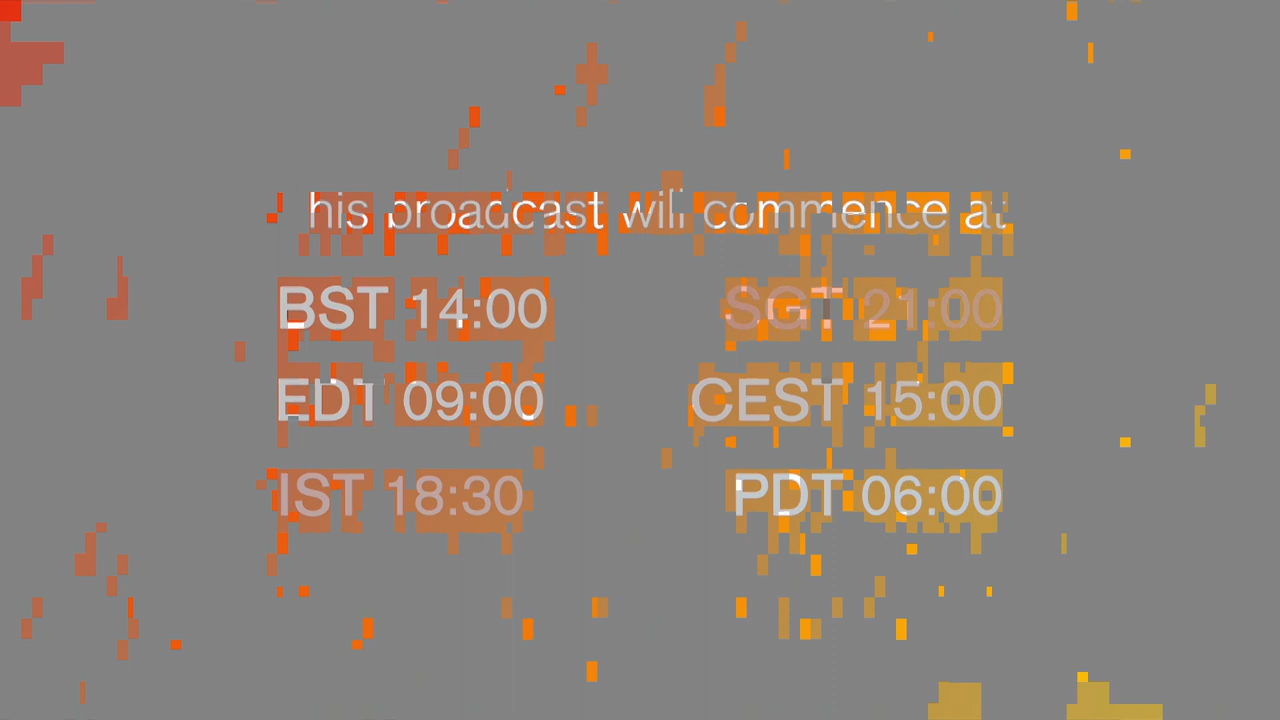 his broadcast will commence at
BST 14:00 SGT 21:00
EDT 09:00 CEST 15:00
IST 18:30 PDT 06:00